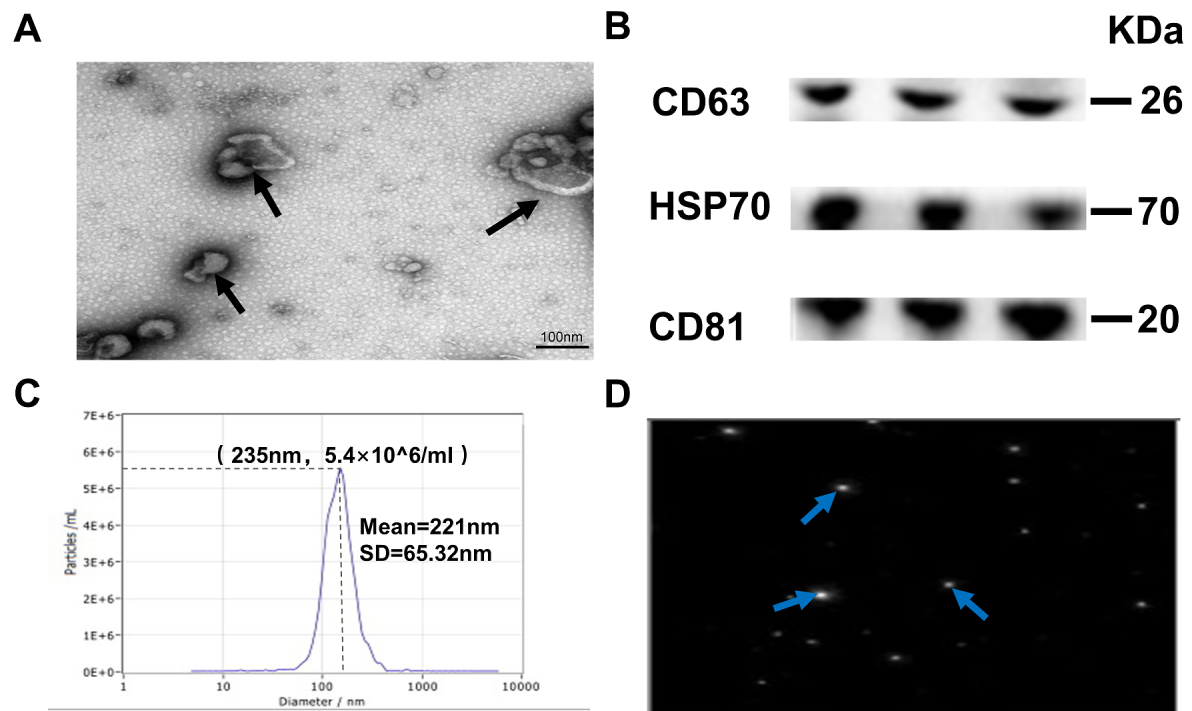 A
100nm
B
KDa
CD63
26
HSP70
70
CD81
20
C
7E+6
6E+6
5E+6
4E+6
3E+6
2E+6
1E+6
0E+0
Particles /mL
(235nm, 5.4×10^6/ml)
Mean=221nm
SD=65.32nm
1
10
100
1000
10000
Diameter / nm
D